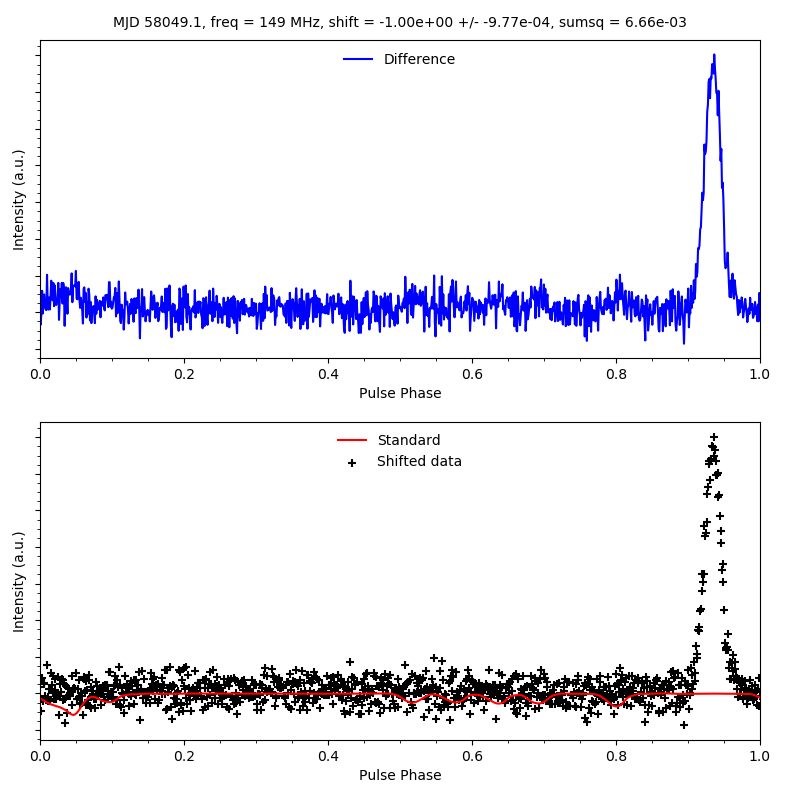 MJD 58049.1, freq = 149 MHz, shift = -1.00e+00 +/- -9.77e-04, sumsq = 6.66e-03
Difference
Intensity (a.u.)
0.0 0.2 0.4 0.6 0.8 1.0
Pulse Phase
Standard
Shifted data
Intensity (a.u.)
0.0 0.2 0.4 0.6 0.8 1.0
Pulse Phase